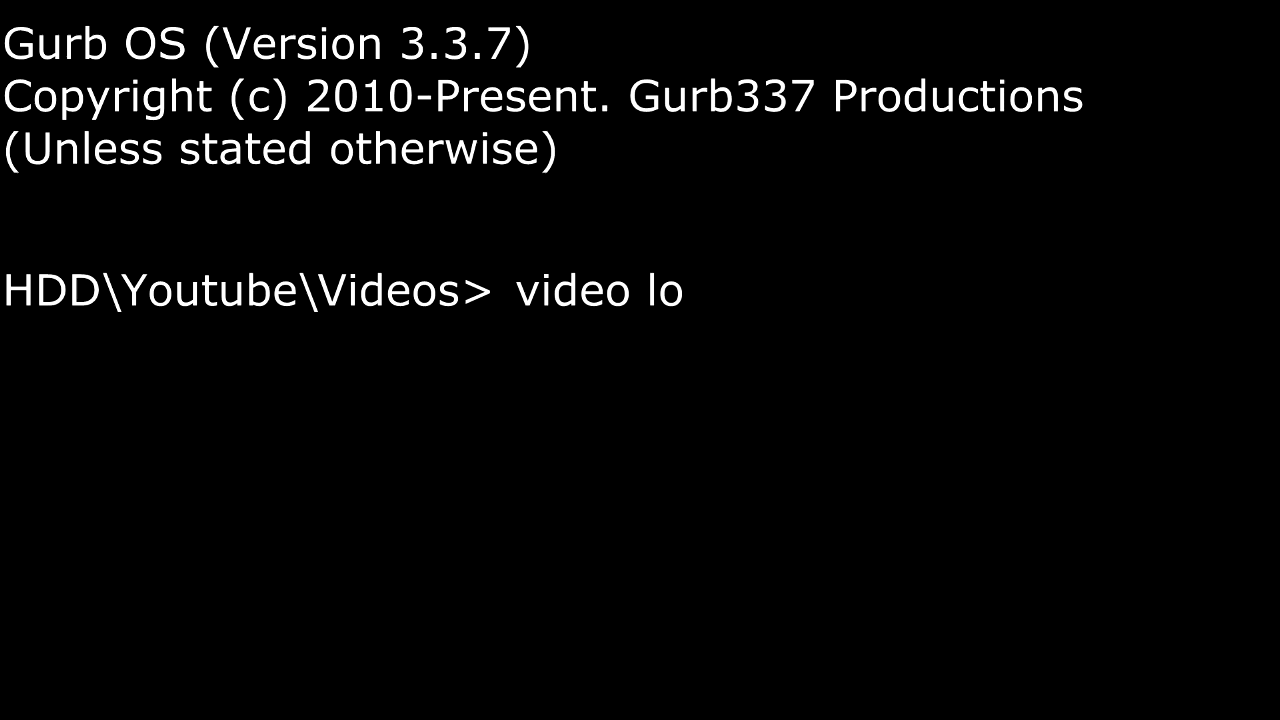 Gurb OS (Version 3.3.7)
Copyright (c) 2010-Present. Gurb337 Productions
(Unless stated otherwise)
HDD\Youtube\Videos> video lo